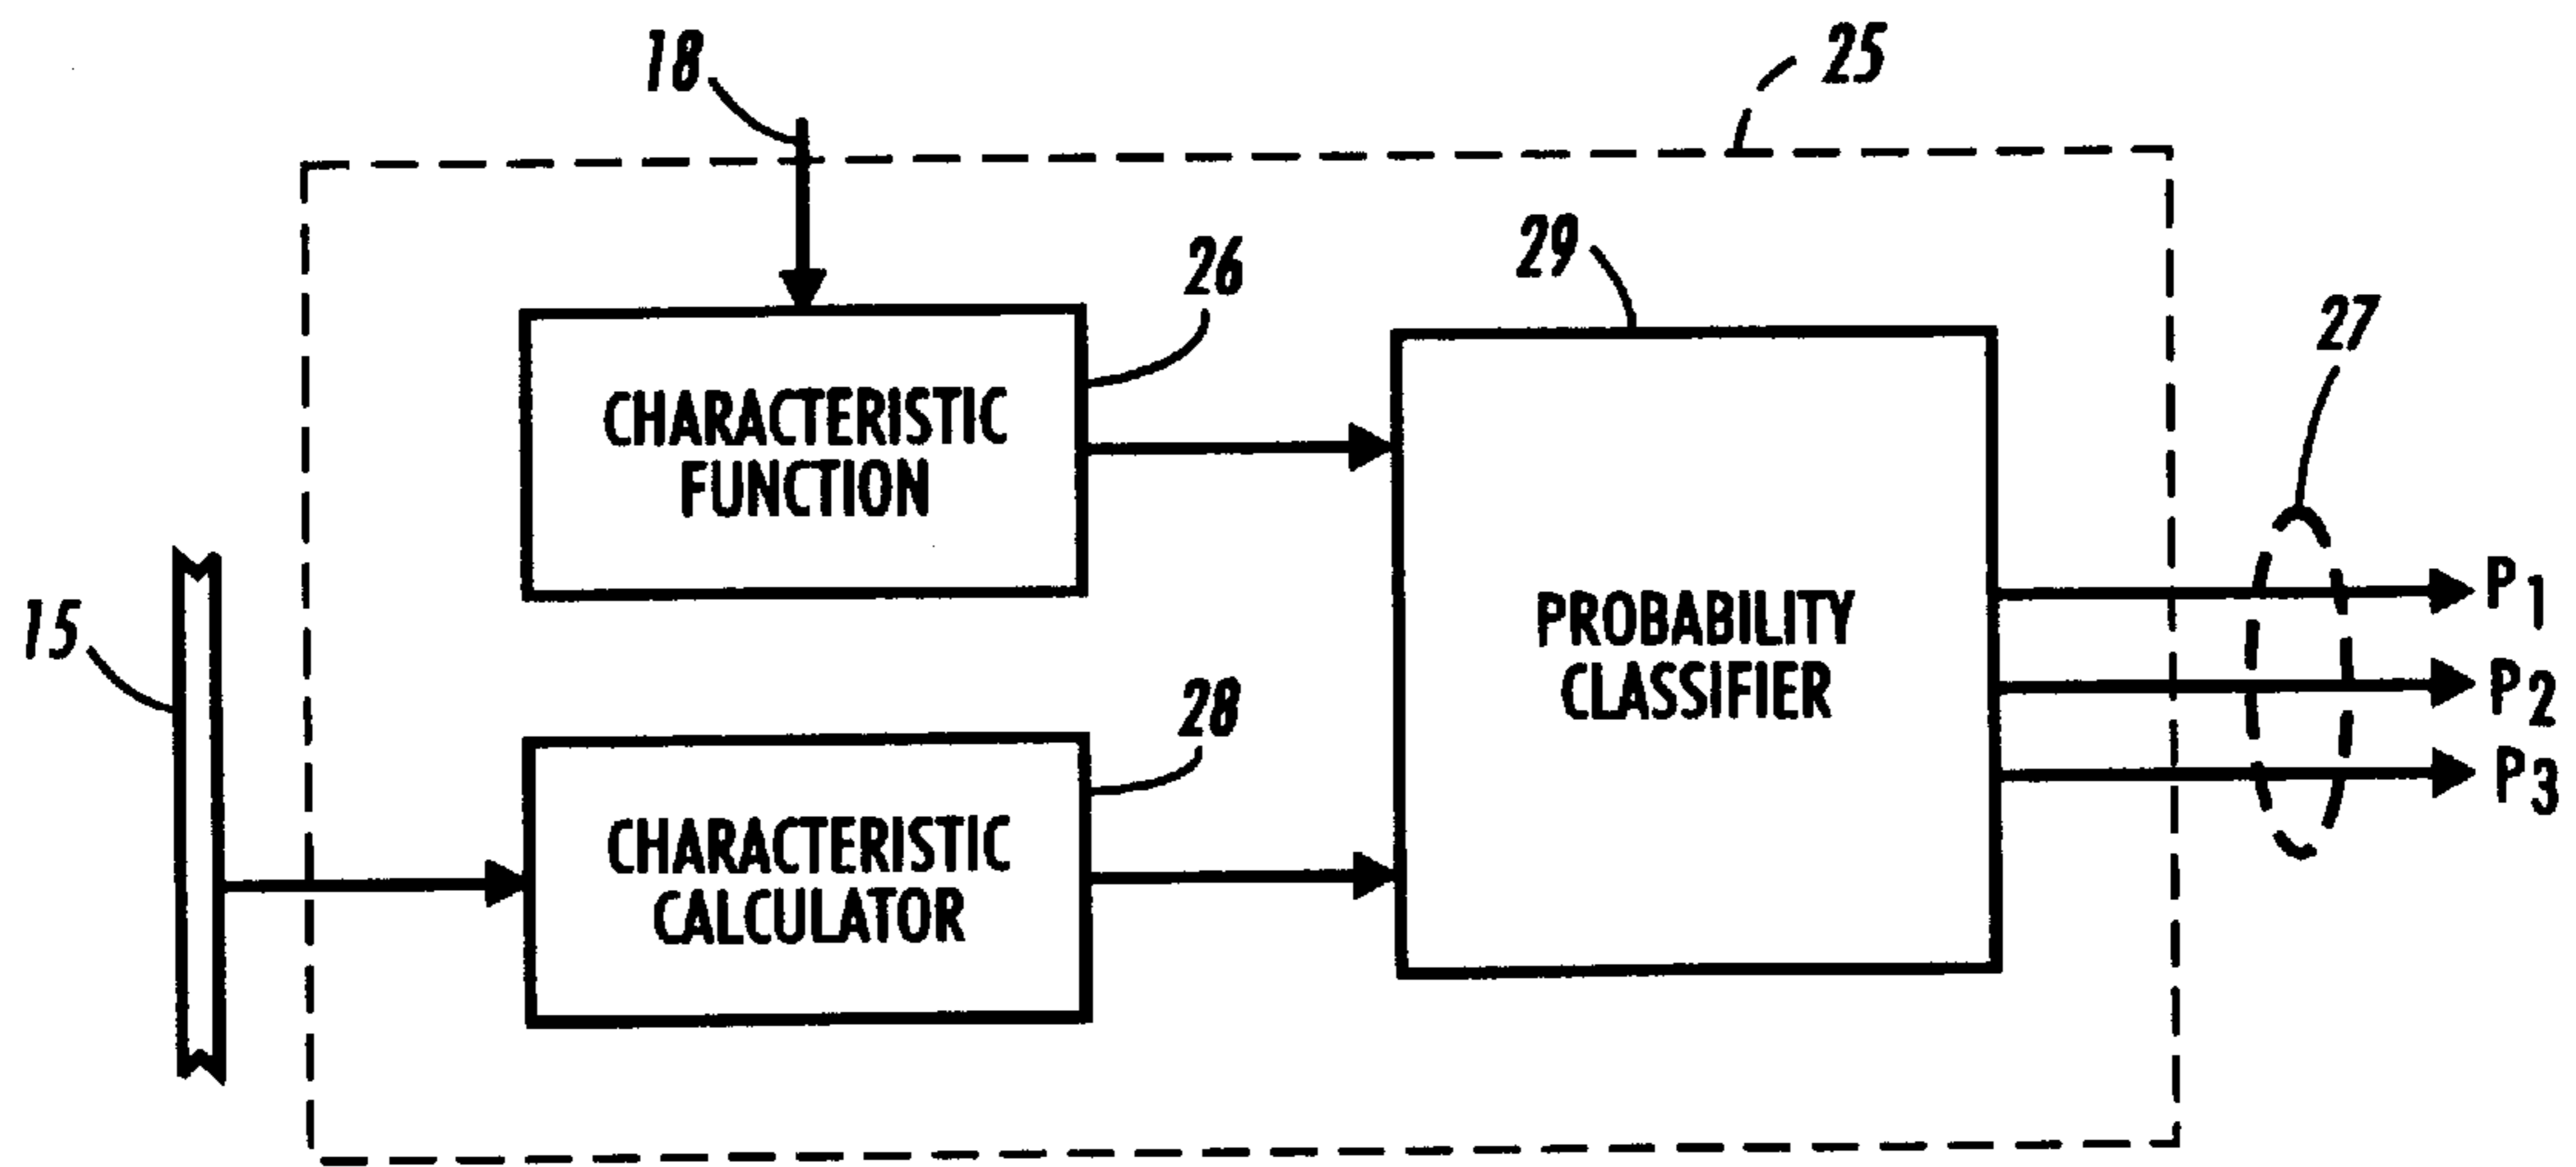 18
25
26
29
27
CHARACTERISTIC
FUNCTION
15
28
PROBABILITY
CLASSIFIER
P1
P2
P3
CHARACTERISTIC
CALCULATOR